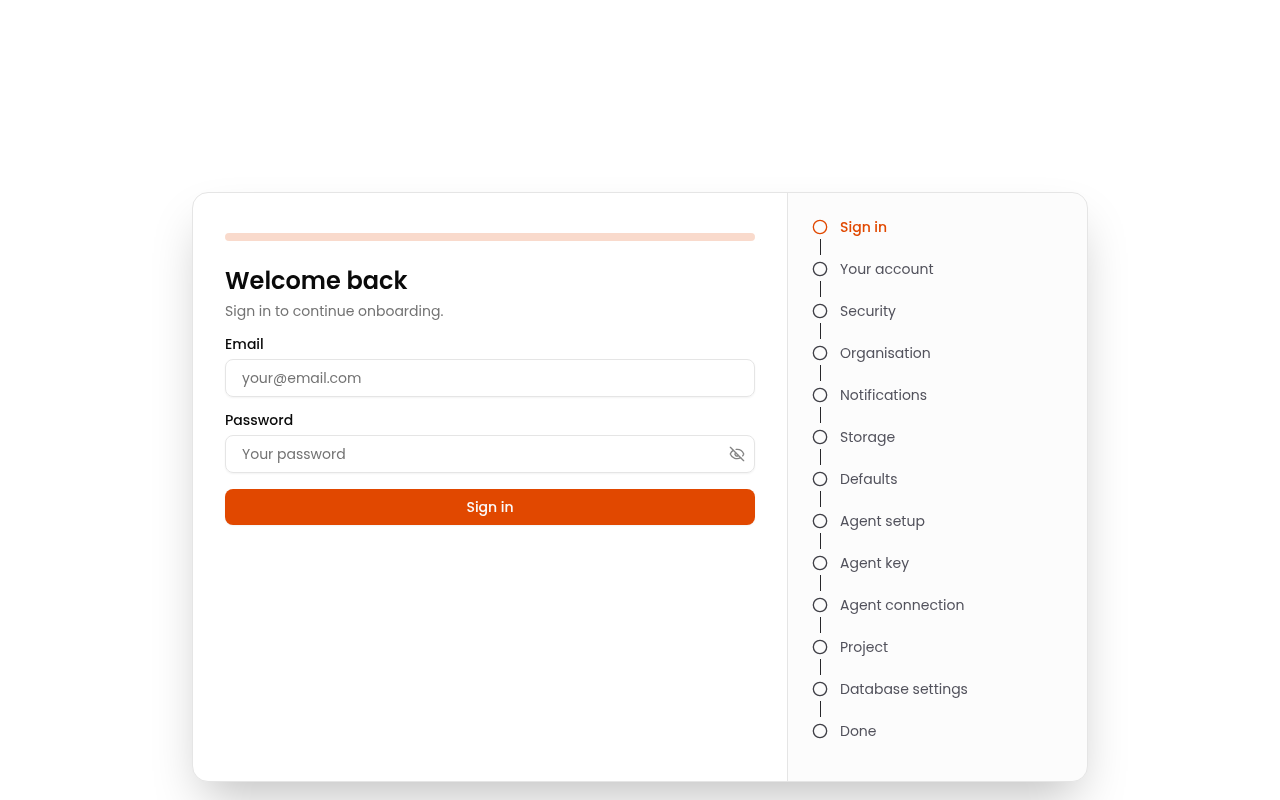 Welcome back
Sign in to continue onboarding.
Email
your@email.com
Password
Your password
Sign in
Sign in
Your account
Security
Organisation
Notifications
Storage
Defaults
Agent setup
Agent key
Agent connection
Project
Database settings
Done